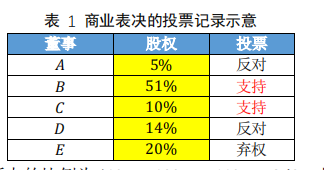 表 1 商业表决的投票记录示意
董事 股权 投票
A 5% 反对
B 51% 支持
C 10% 支持
D 14% 反对
E 20% 弃权